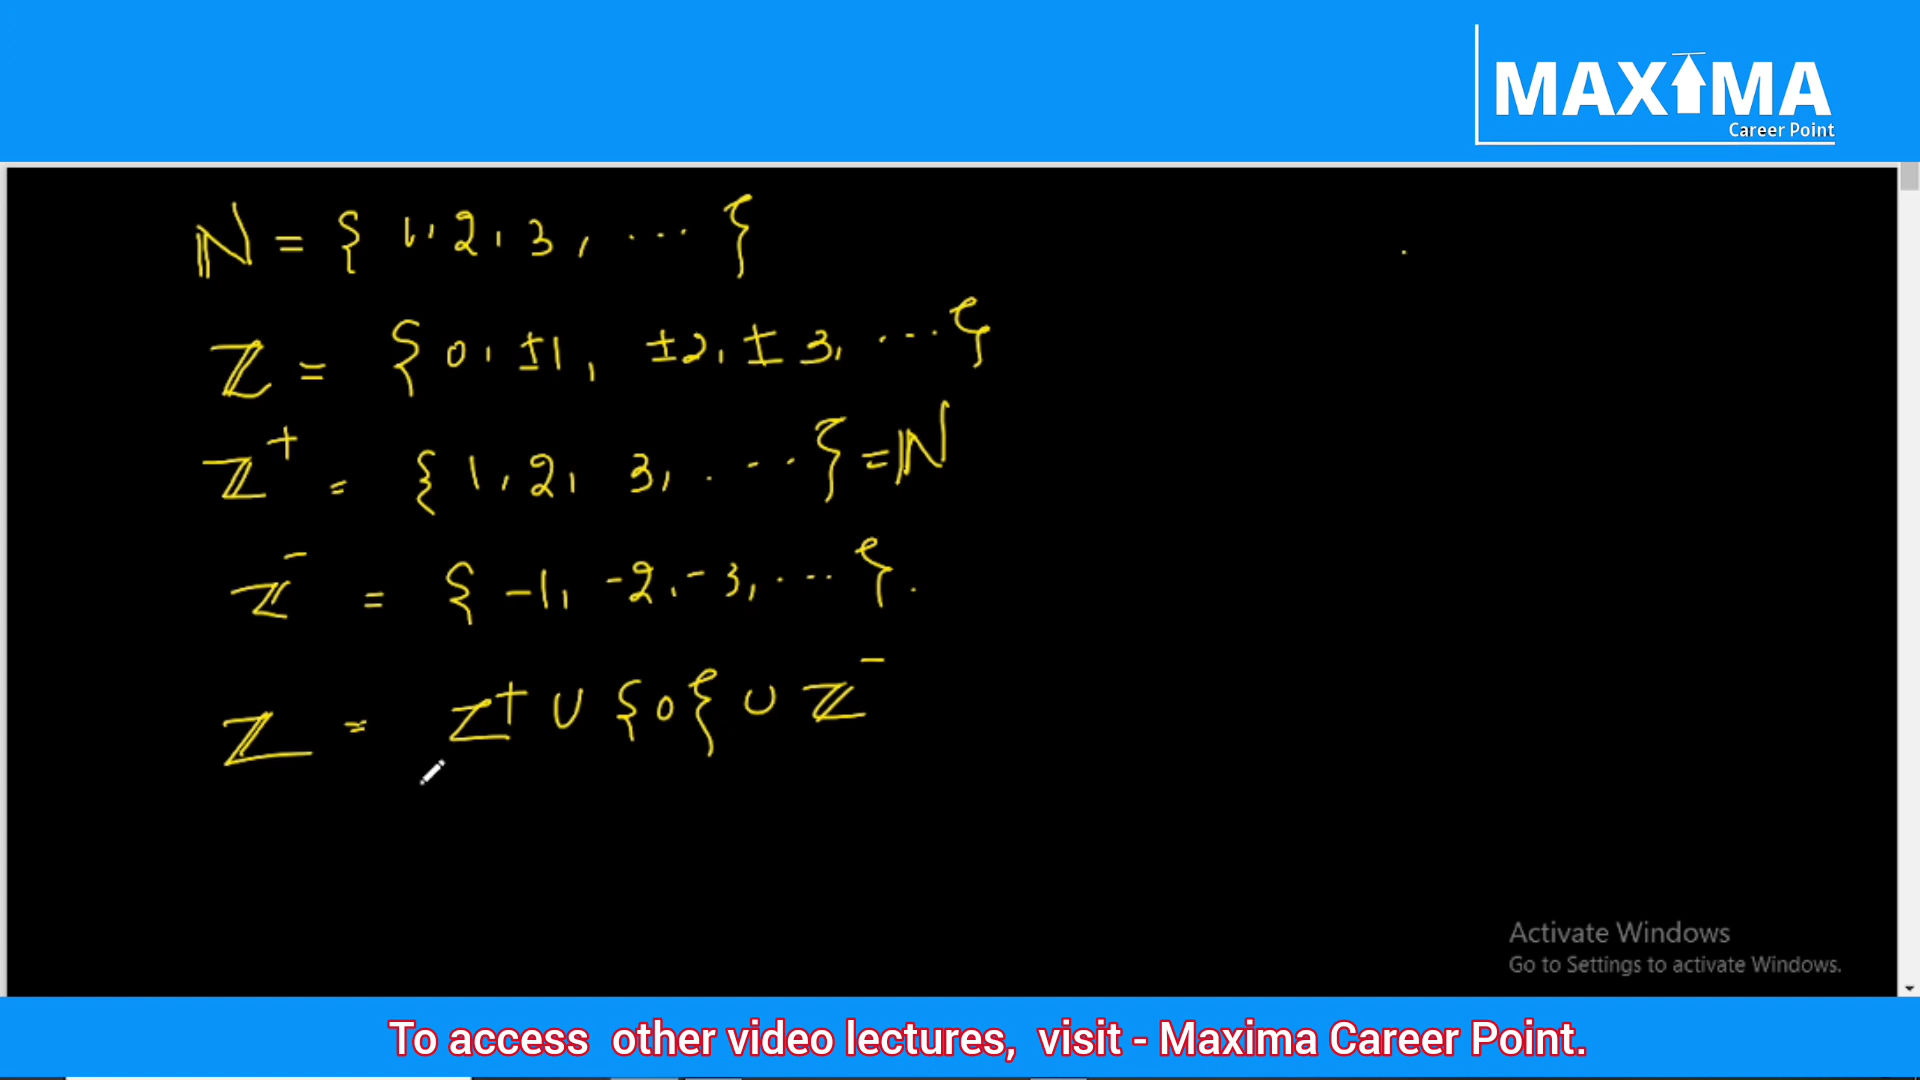 MAXIMA
Career Point
ℕ = { 1, 2, 3, ... }
ℤ = { 0, ±1, ±2, ±3, ... }
ℤ⁺ = { 1, 2, 3, ... } = ℕ
ℤ⁻ = { -1, -2, -3, ... }.
ℤ = ℤ⁺ ∪ {0} ∪ ℤ⁻
Activate Windows
Go to Settings to activate Windows.
To access other video lectures, visit - Maxima Career Point.